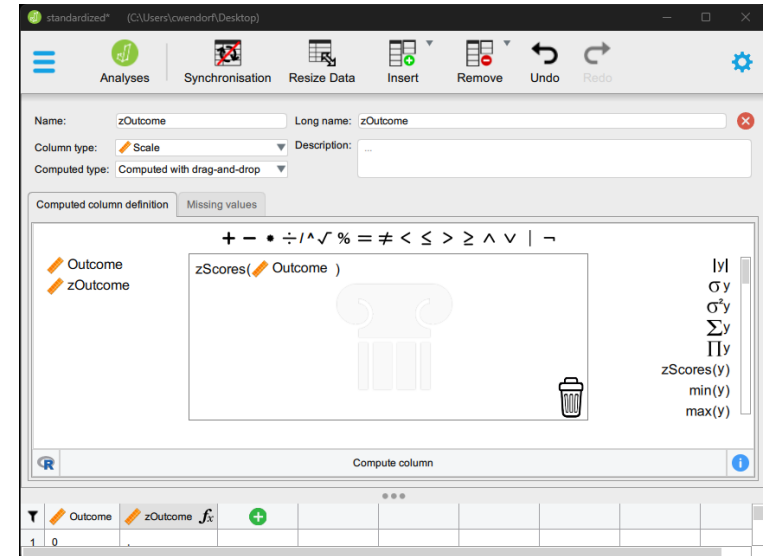 standardized* (C:\Users\cwendorf\Desktop)
Analyses Synchronisation Resize Data Insert Remove Undo Redo
Name: zOutcome Long name: zOutcome
Column type: Scale Description: ...
Computed type: Computed with drag-and-drop
Computed column definition Missing values
+ − • ÷ / ^ √ % = ≠ < ≤ > ≥ ∧ ∨ | ¬
Outcome zScores( Outcome ) |y|
zOutcome σ y
σ²y
∑y
∏y
zScores(y)
min(y)
max(y)
R Compute column i
Outcome zOutcome fx
1 0 .